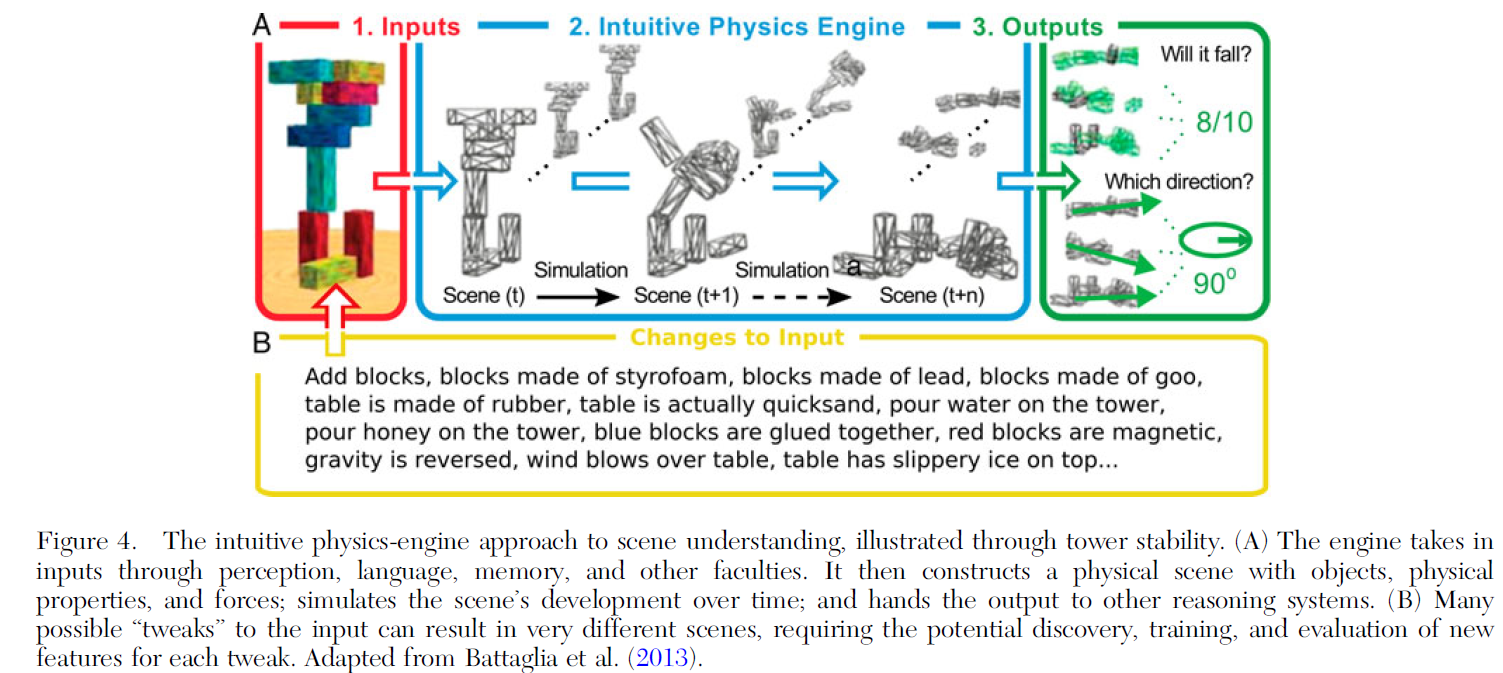 A
1. Inputs
2. Intuitive Physics Engine
3. Outputs
Will it fall?
8/10
Which direction?
90°
Simulation
Simulation
a
Scene (t)
Scene (t+1)
Scene (t+n)
B
Changes to Input
Add blocks, blocks made of styrofoam, blocks made of lead, blocks made of goo,
table is made of rubber, table is actually quicksand, pour water on the tower,
pour honey on the tower, blue blocks are glued together, red blocks are magnetic,
gravity is reversed, wind blows over table, table has slippery ice on top...
Figure 4. The intuitive physics-engine approach to scene understanding, illustrated through tower stability. (A) The engine takes in
inputs through perception, language, memory, and other faculties. It then constructs a physical scene with objects, physical
properties, and forces; simulates the scene’s development over time; and hands the output to other reasoning systems. (B) Many
possible “tweaks” to the input can result in very different scenes, requiring the potential discovery, training, and evaluation of new
features for each tweak. Adapted from Battaglia et al. (2013).